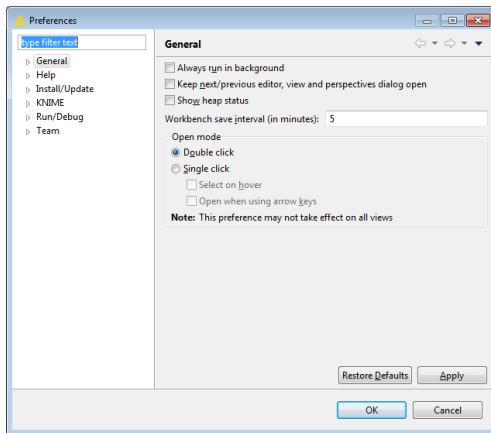 Preferences
type filter text
General
Help
Install/Update
KNIME
Run/Debug
Team
General
Always run in background
Keep next/previous editor, view and perspectives dialog open
Show heap status
Workbench save interval (in minutes): 5
Open mode
Double click
Single click
Select on hover
Open when using arrow keys
Note: This preference may not take effect on all views
Restore Defaults Apply
OK Cancel